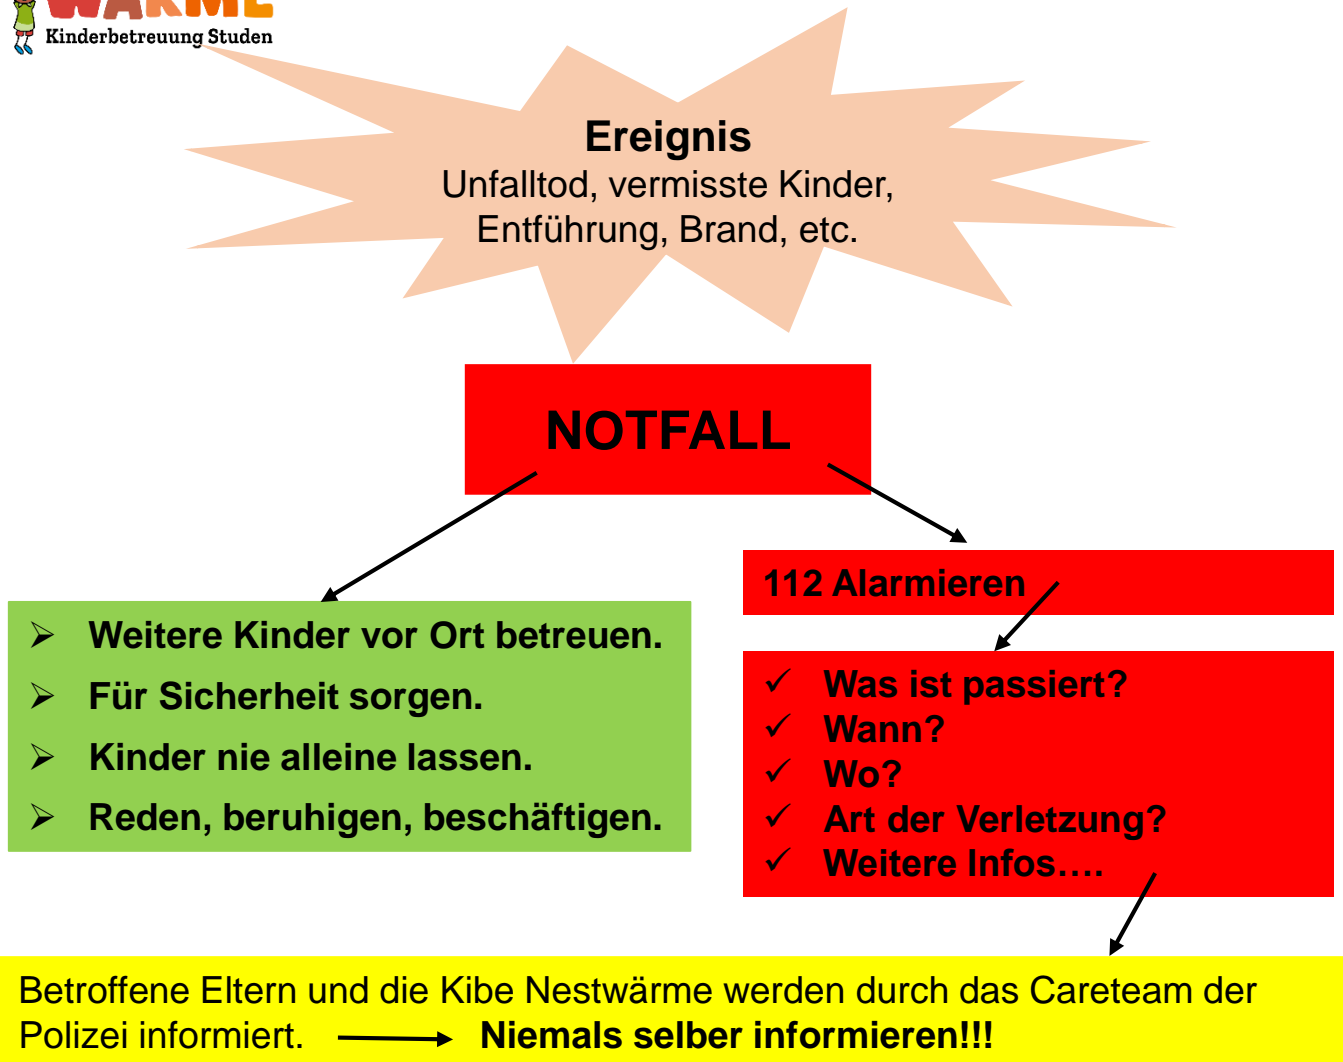 WÄRME
Kinderbetreuung Studen
Ereignis
Unfalltod, vermisste Kinder,
Entführung, Brand, etc.
NOTFALL
112 Alarmieren
Weitere Kinder vor Ort betreuen.
Für Sicherheit sorgen.
Kinder nie alleine lassen.
Reden, beruhigen, beschäftigen.
Was ist passiert?
Wann?
Wo?
Art der Verletzung?
Weitere Infos....
Betroffene Eltern und die Kibe Nestwärme werden durch das Careteam der
Polizei informiert. Niemals selber informieren!!!